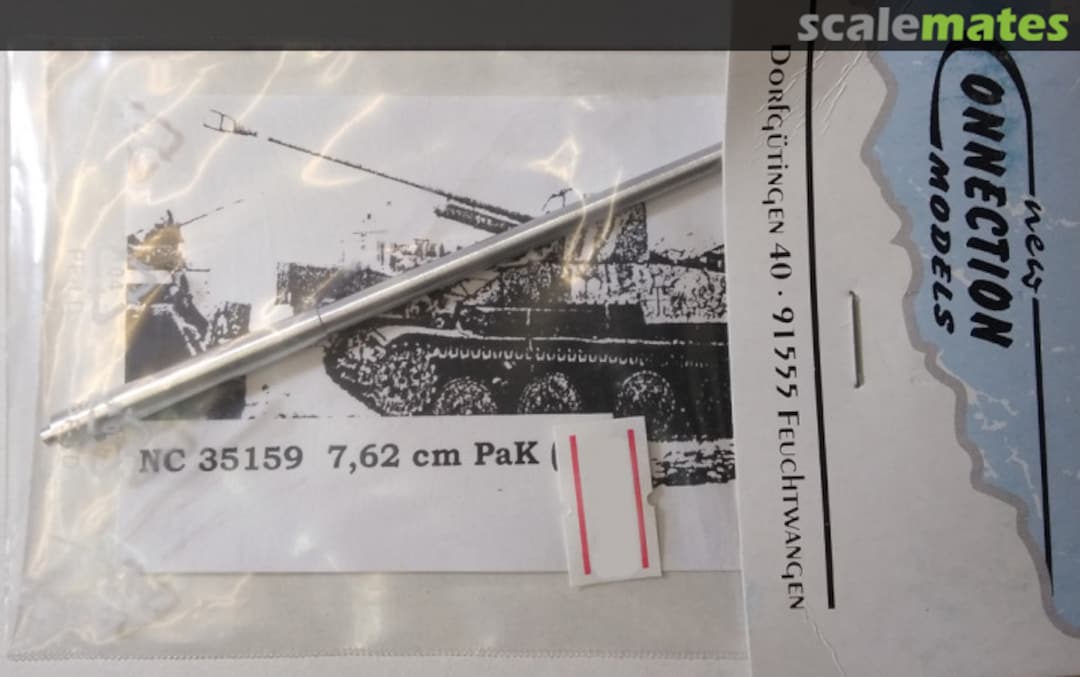 scalemates
new
CONNECTION
MODELS
Dorfgütingen 40 · 91555 Feuchtwangen
NC 35159 7,62 cm PaK (